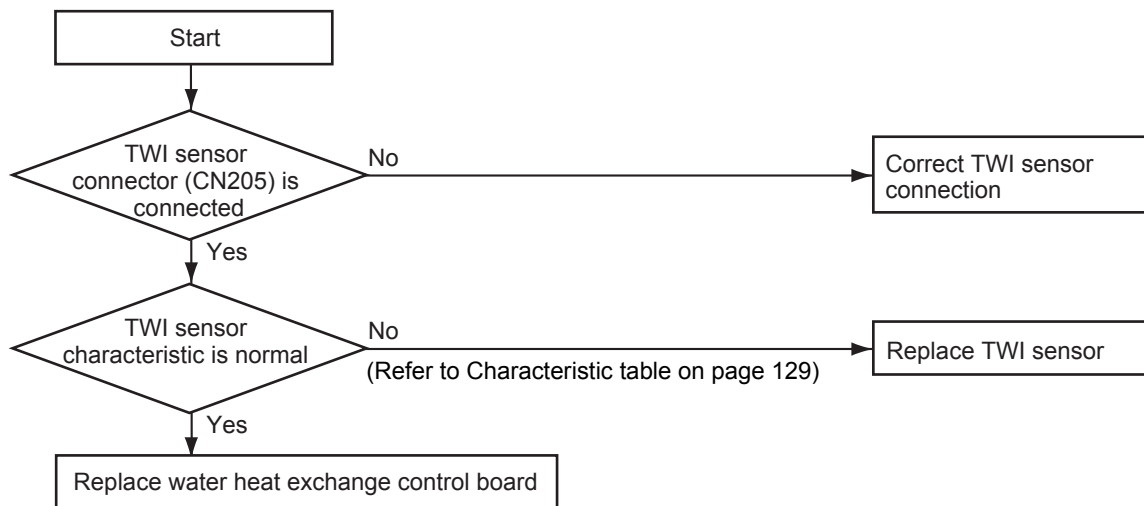 Start
TWI sensor
connector (CN205) is
connected
No
Correct TWI sensor
connection
Yes
TWI sensor
characteristic is normal
No
(Refer to Characteristic table on page 129)
Replace TWI sensor
Yes
Replace water heat exchange control board